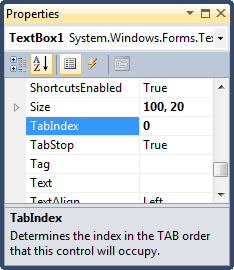 Properties
TextBox1 System.Windows.Forms.Te
ShortcutsEnabled True
Size 100, 20
TabIndex 0
TabStop True
Tag
Text
TextAlign Left
TabIndex
Determines the index in the TAB order
that this control will occupy.